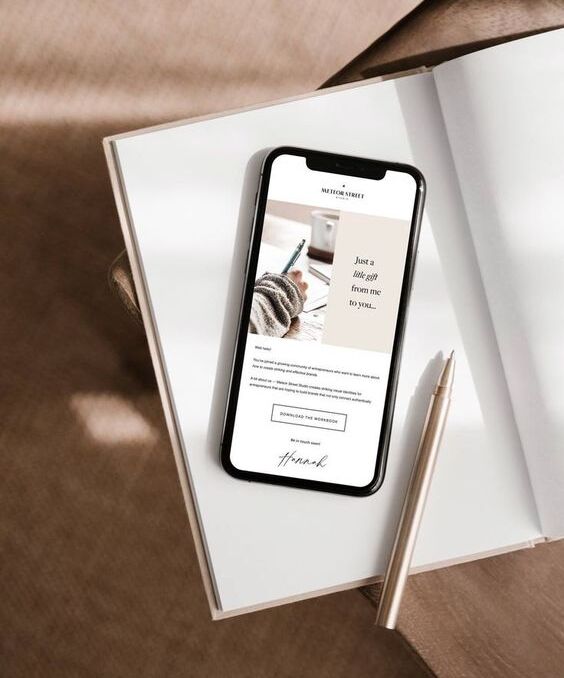 METEOR STREET
STUDIO
Just a
little gift
from me
to you...
Well hello!
You've joined a growing community of entrepreneurs who want to learn more about
how to create striking and effective brands.
A bit about us — Meteor Street Studio creates striking visual identities for
entrepreneurs that are hoping to build brands that not only connect authentically
DOWNLOAD THE WORKBOOK
Be in touch soon!
Hannah